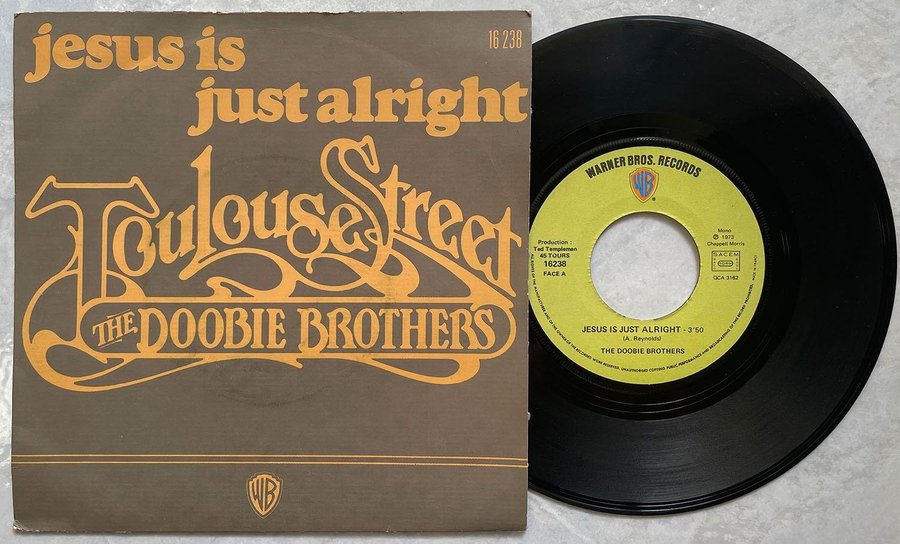 jesus is
16 238
just alright
Toulouse Street
THE DOOBIE BROTHERS
WB
WARNER BROS. RECORDS
WB
Production :
Ted Templeman
45 TOURS
16238
FACE A
Mono
℗ 1973
Chappell Morris
SACEM
QCA 3162
JESUS IS JUST ALRIGHT - 3'50
(A. Reynolds)
THE DOOBIE BROTHERS